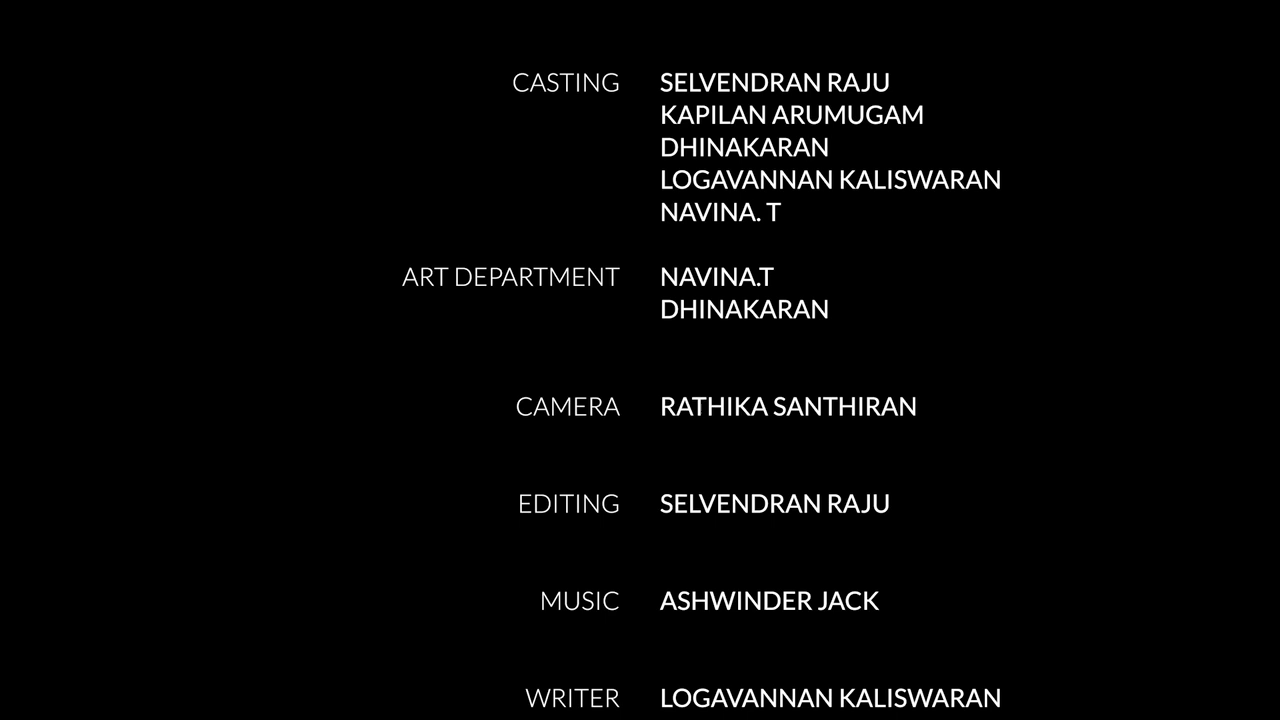 CASTING SELVENDRAN RAJU
KAPILAN ARUMUGAM
DHINAKARAN
LOGAVANNAN KALISWARAN
NAVINA. T
ART DEPARTMENT NAVINA.T
DHINAKARAN
CAMERA RATHIKA SANTHIRAN
EDITING SELVENDRAN RAJU
MUSIC ASHWINDER JACK
WRITER LOGAVANNAN KALISWARAN